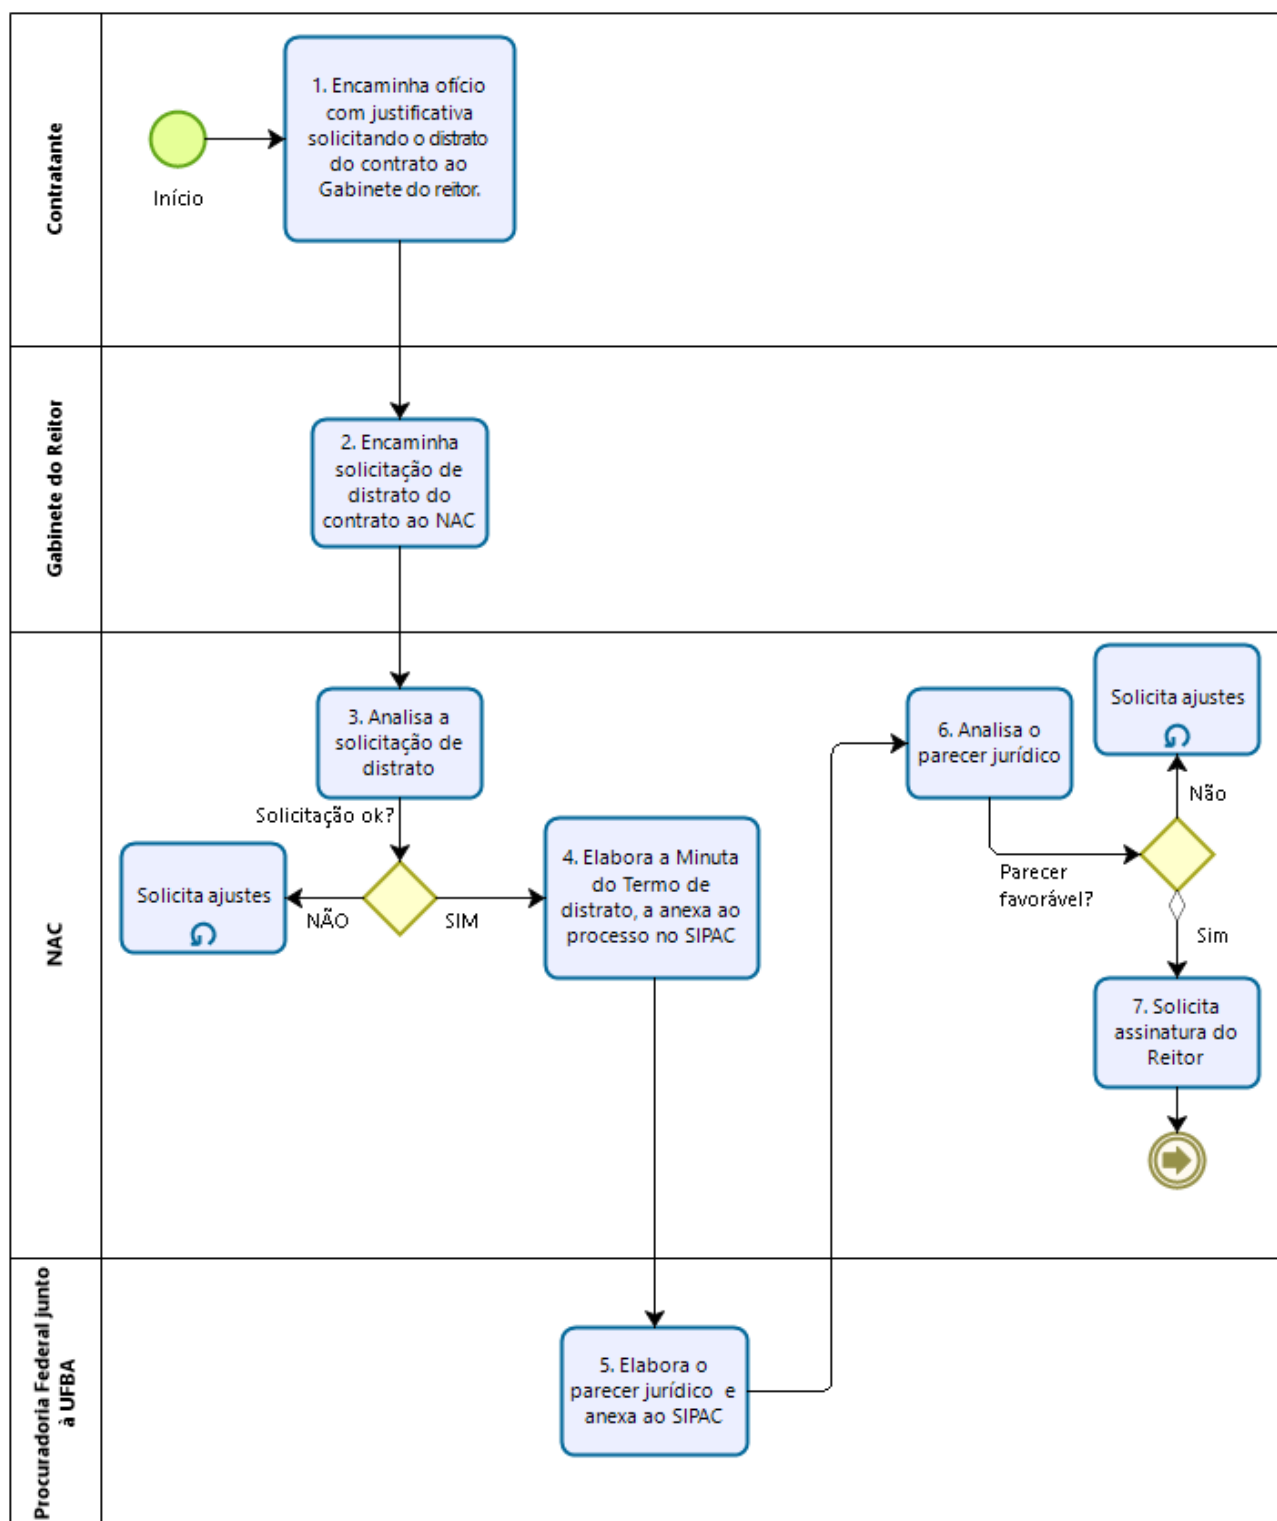 Contratante
Início
1. Encaminha ofício
com justificativa
solicitando o distrato
do contrato ao
Gabinete do reitor.
Gabinete do Reitor
2. Encaminha
solicitação de
distrato do
contrato ao NAC
NAC
3. Analisa a
solicitação de
distrato
Solicitação ok?
Solicita ajustes
NÃO
SIM
4. Elabora a Minuta
do Termo de
distrato, a anexa ao
processo no SIPAC
6. Analisa o
parecer jurídico
Parecer
favorável?
Solicita ajustes
Não
Sim
7. Solicita
assinatura do
Reitor
Procuradoria Federal junto
à UFBA
5. Elabora o
parecer jurídico e
anexa ao SIPAC